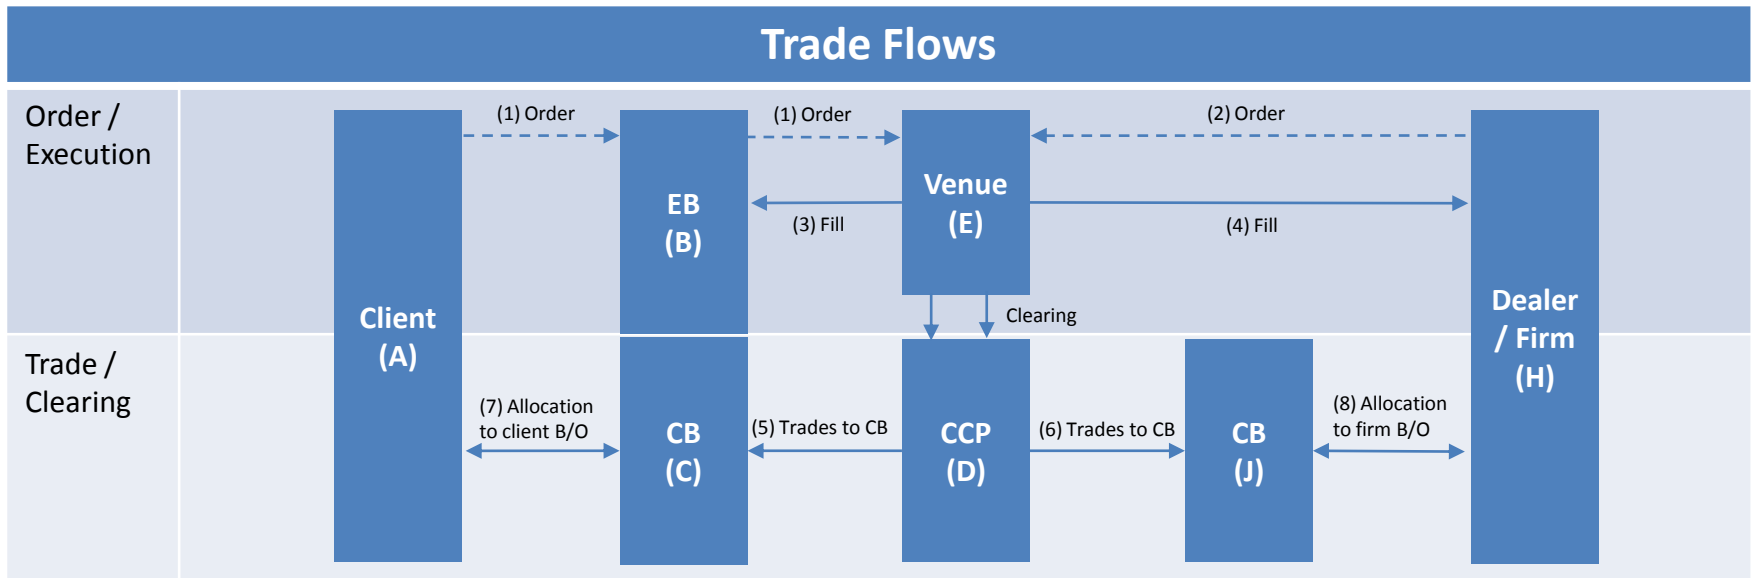 Trade Flows
Order /
Execution
(1) Order
(1) Order
(2) Order
EB
(B)
Venue
(E)
(3) Fill
(4) Fill
Client
(A)
Dealer
/ Firm
(H)
Clearing
Trade /
Clearing
(7) Allocation
to client B/O
CB
(C)
(5) Trades to CB
CCP
(D)
(6) Trades to CB
CB
(J)
(8) Allocation
to firm B/O